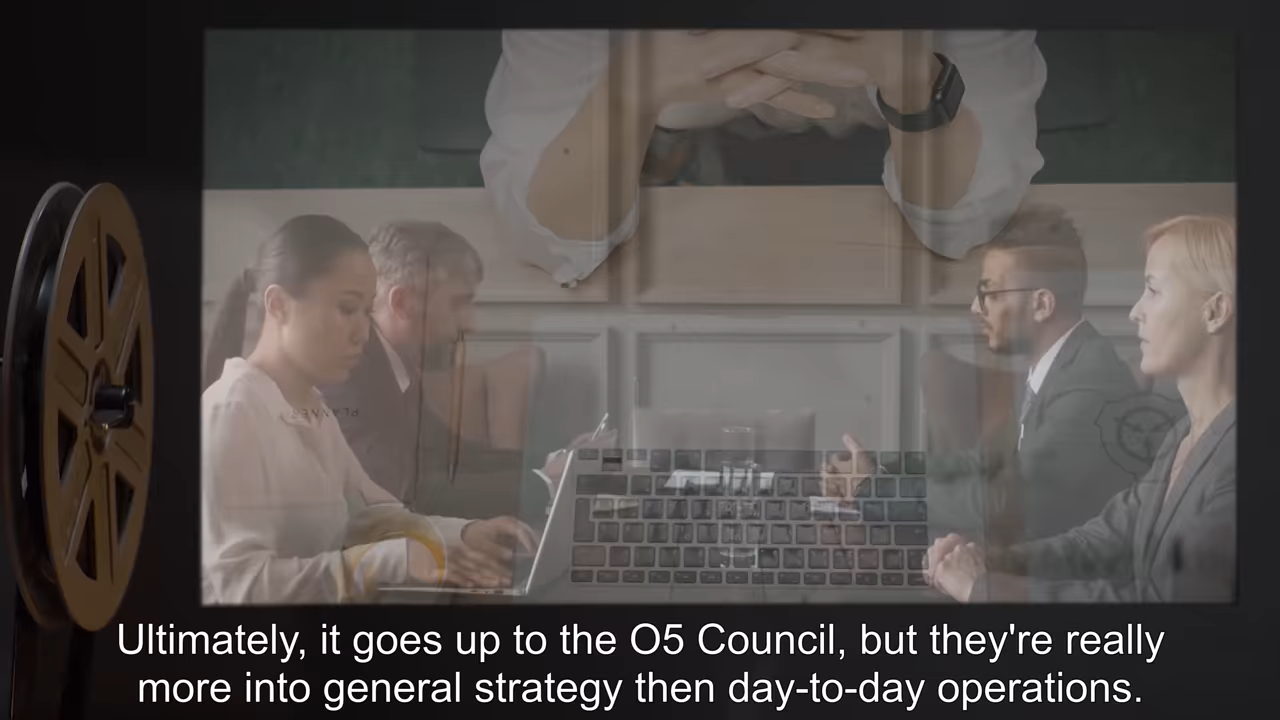 PLANNER
Ultimately, it goes up to the O5 Council, but they're really
more into general strategy then day-to-day operations.